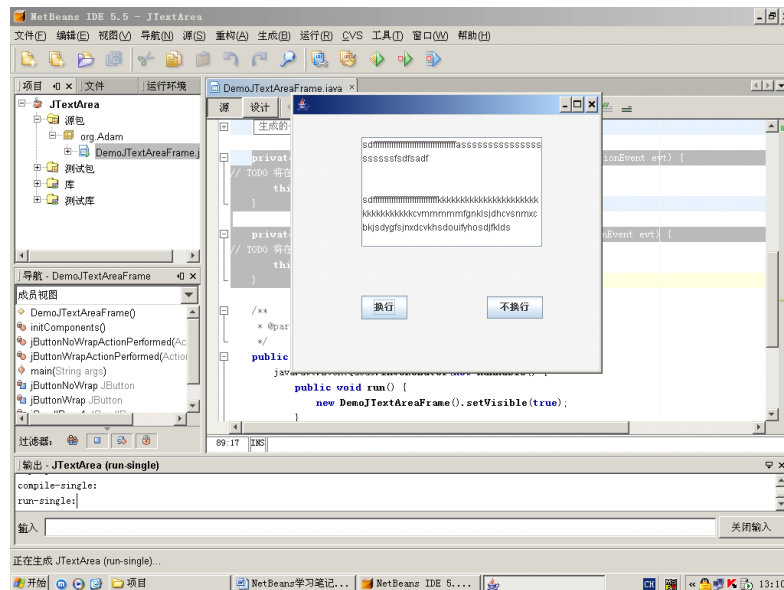 NetBeans IDE 5.5 - JTextArea
文件(F) 编辑(E) 视图(V) 导航(N) 源(S) 重构(A) 生成(B) 运行(R) CVS 工具(T) 窗口(W) 帮助(H)
项目 文件 运行环境
JTextArea
源包
org.Adam
DemoJTextAreaFrame.j
测试包
库
测试库
导航 - DemoJTextAreaFrame
成员视图
DemoJTextAreaFrame()
initComponents()
jButtonNoWrapActionPerformed(Ac
jButtonWrapActionPerformed(Actio
main(String args)
jButtonNoWrap JButton
jButtonWrap JButton
过滤器:
DemoJTextAreaFrame.java
源 设计
生成的
privat
ionEvent evt) {
// TODO 将在
thi
}
privat
nEvent evt) {
// TODO 将在
thi
}
/**
* @par
*/
public
public void run() {
new DemoJTextAreaFrame().setVisible(true);
}
89:17 INS
ssssssfsdfsadf
bkjsdygfsjnxdcvkhsdouifyhosdjfklds
换行 不换行
输出 - JTextArea (run-single)
compile-single:
run-single:
输入 关闭输入
正在生成 JTextArea (run-single)...
开始 项目 NetBeans学习笔记... NetBeans IDE 5.... CH 13:10